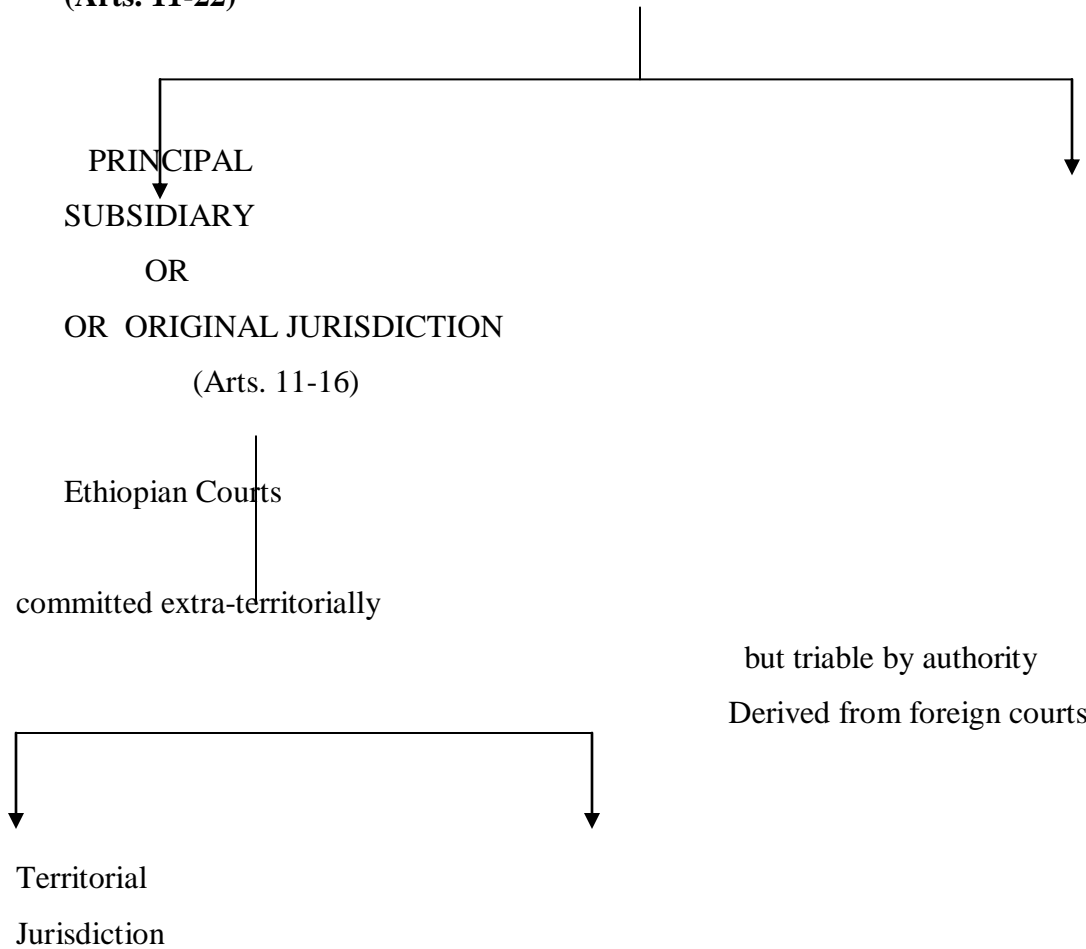 (Arts. 11-22)
PRINCIPAL
SUBSIDIARY
OR
OR ORIGINAL JURISDICTION
(Arts. 11-16)
Ethiopian Courts
committed extra-territorially
but triable by authority
Derived from foreign courts
Territorial
Jurisdiction